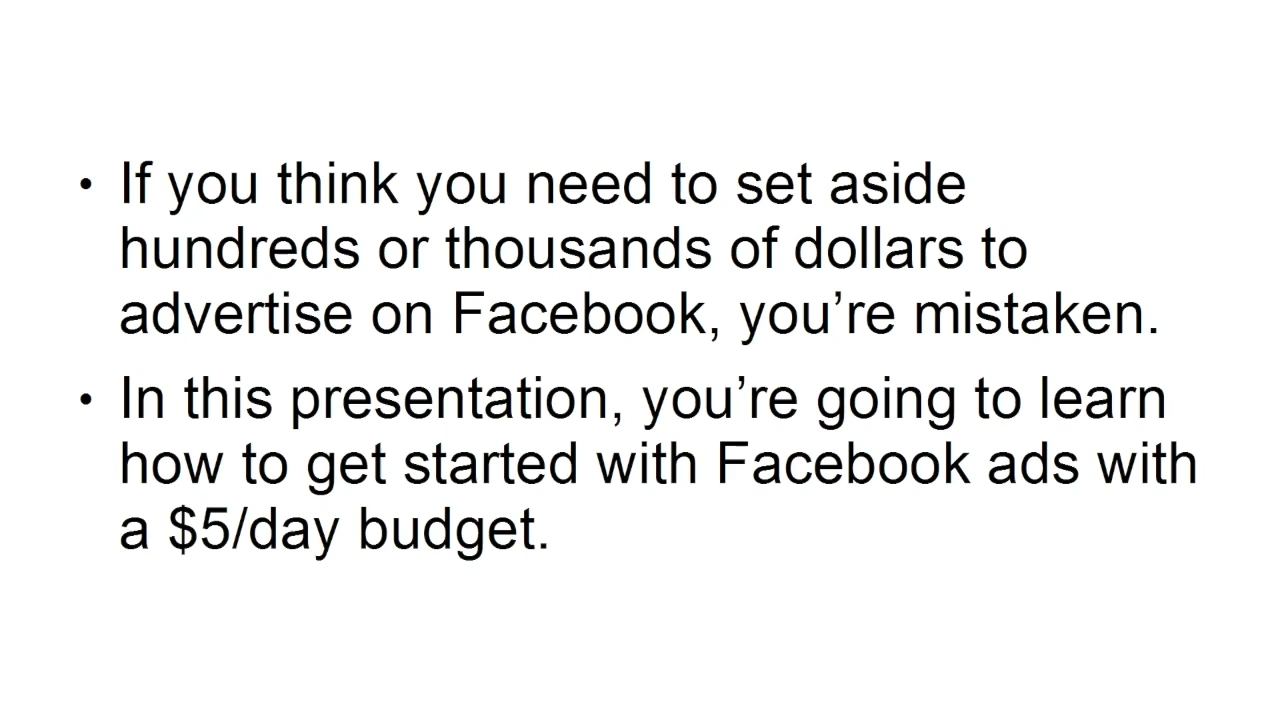 • If you think you need to set aside
hundreds or thousands of dollars to
advertise on Facebook, you’re mistaken.
• In this presentation, you’re going to learn
how to get started with Facebook ads with
a $5/day budget.